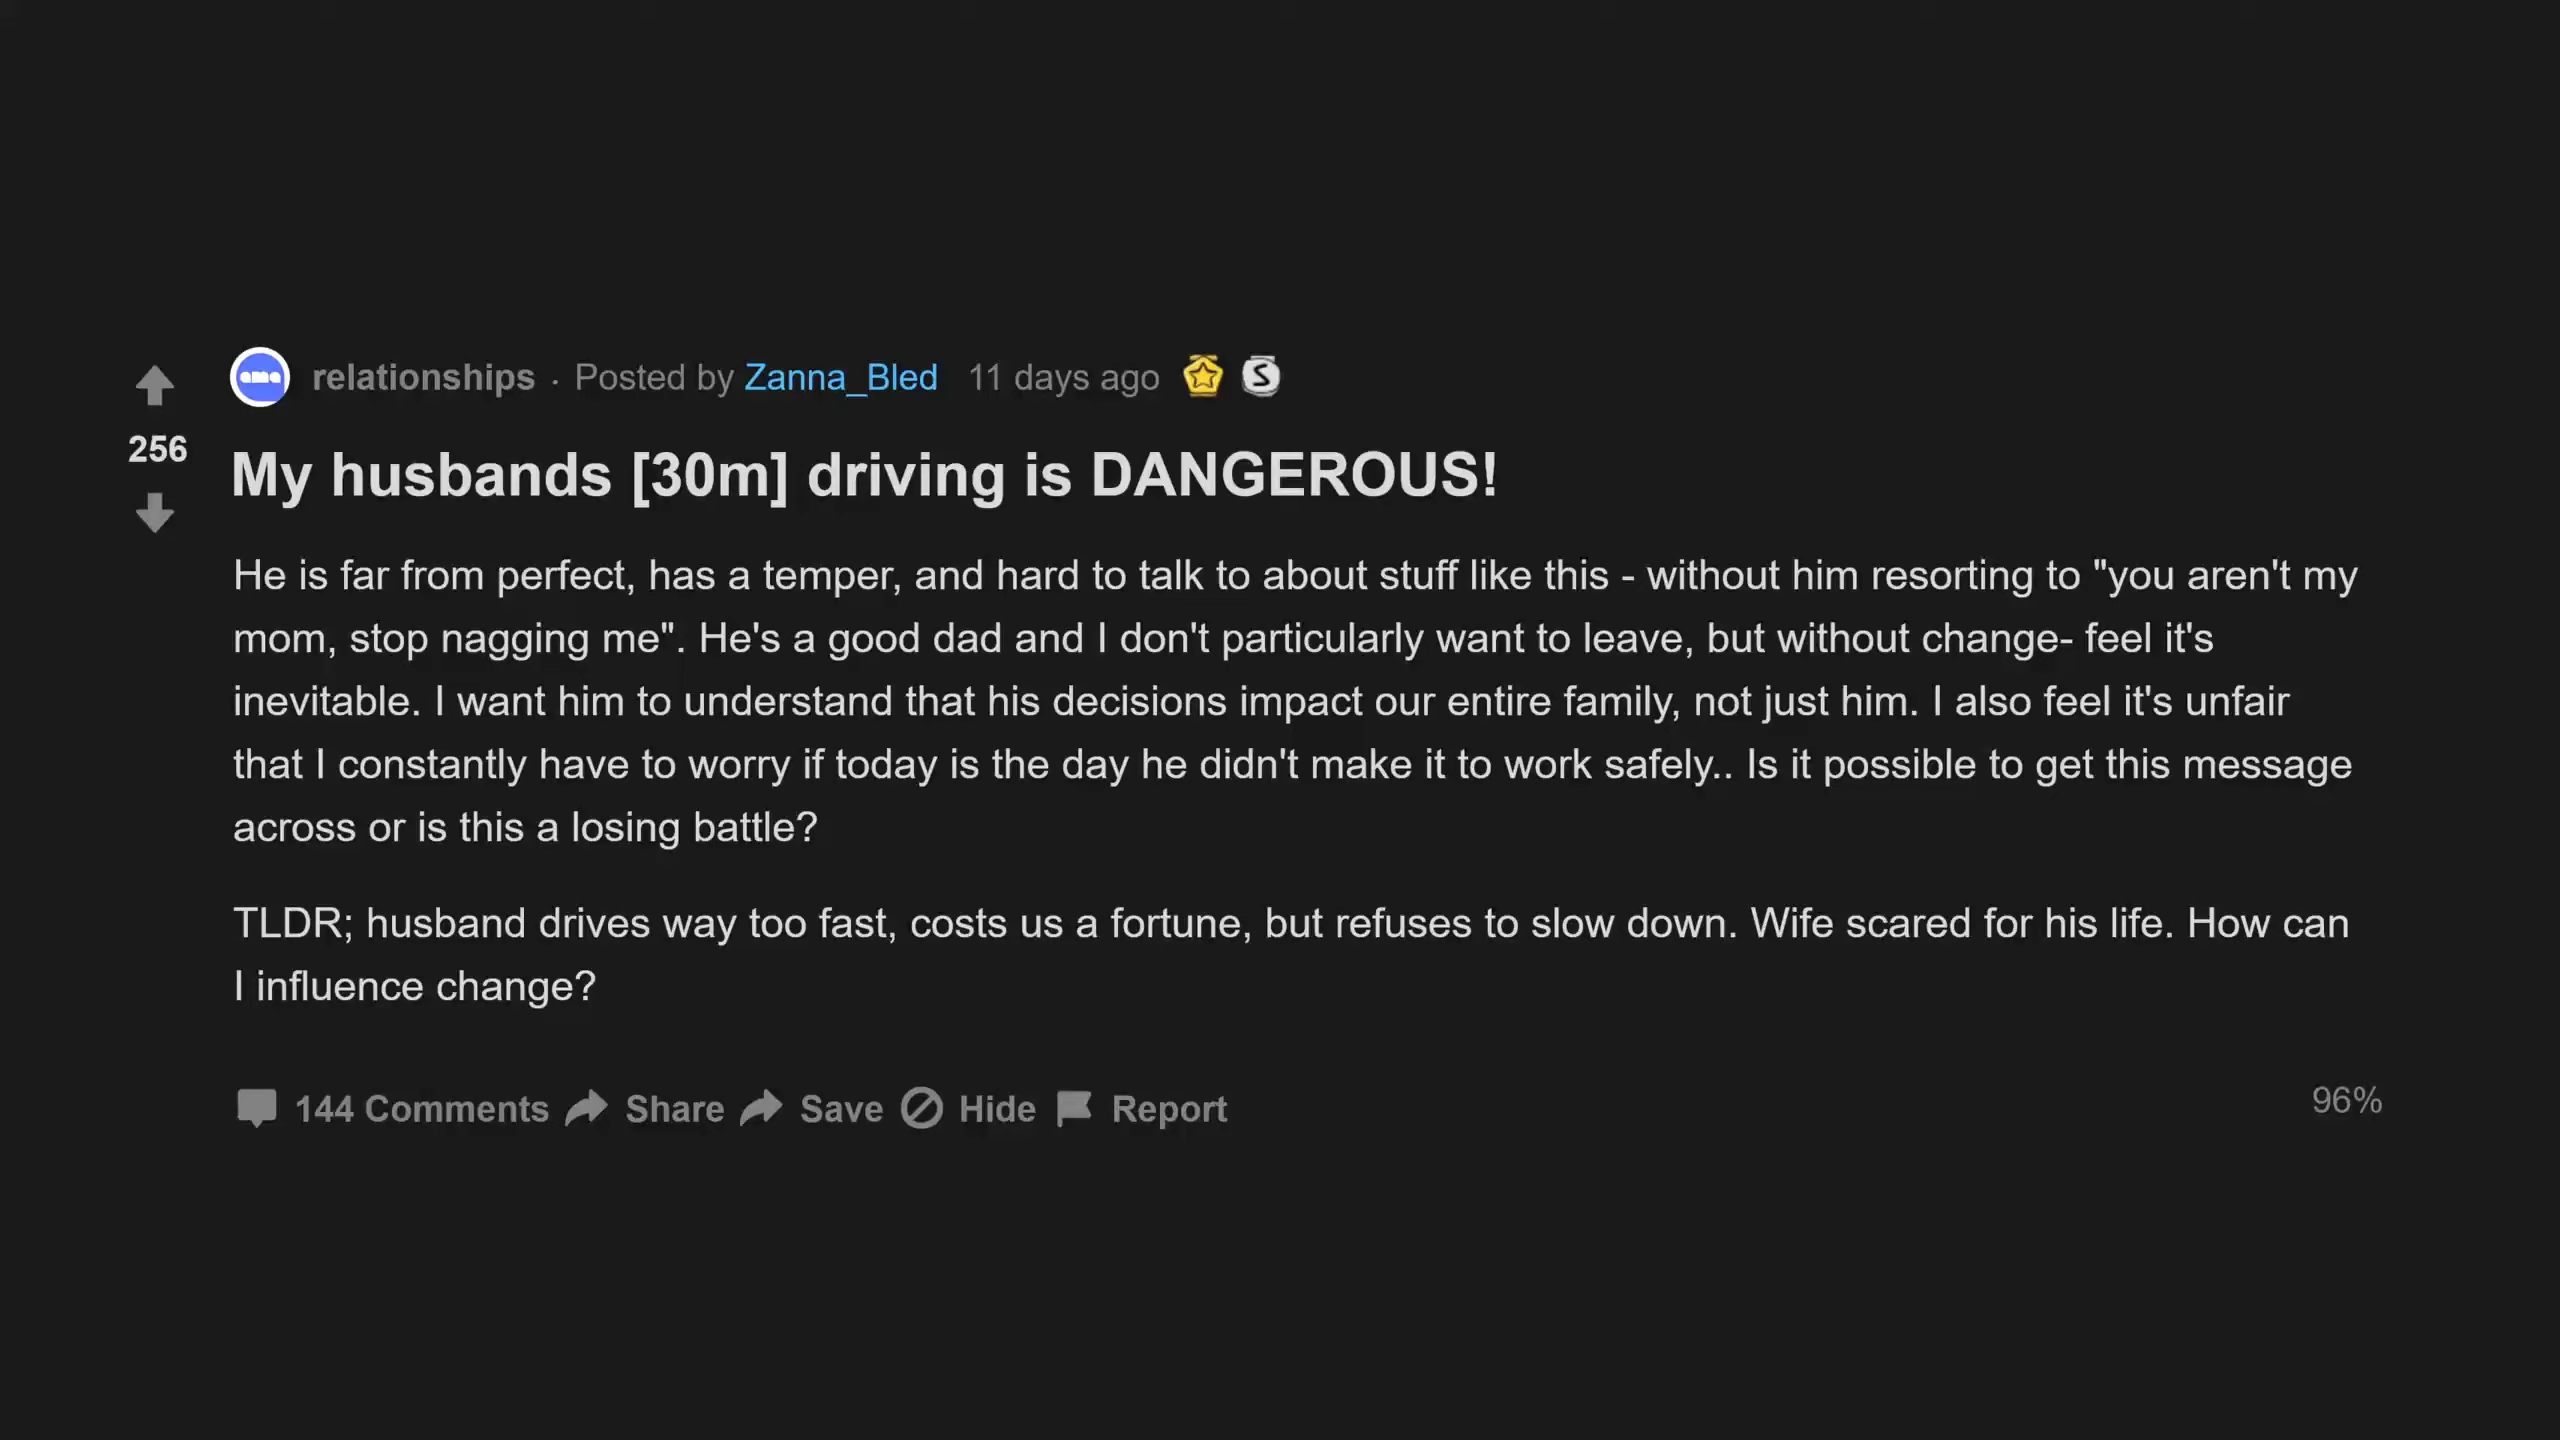 relationships · Posted by Zanna_Bled 11 days ago
256
My husbands [30m] driving is DANGEROUS!
He is far from perfect, has a temper, and hard to talk to about stuff like this - without him resorting to "you aren't my
mom, stop nagging me". He's a good dad and I don't particularly want to leave, but without change- feel it's
inevitable. I want him to understand that his decisions impact our entire family, not just him. I also feel it's unfair
that I constantly have to worry if today is the day he didn't make it to work safely.. Is it possible to get this message
across or is this a losing battle?
TLDR; husband drives way too fast, costs us a fortune, but refuses to slow down. Wife scared for his life. How can
I influence change?
144 Comments Share Save Hide Report 96%